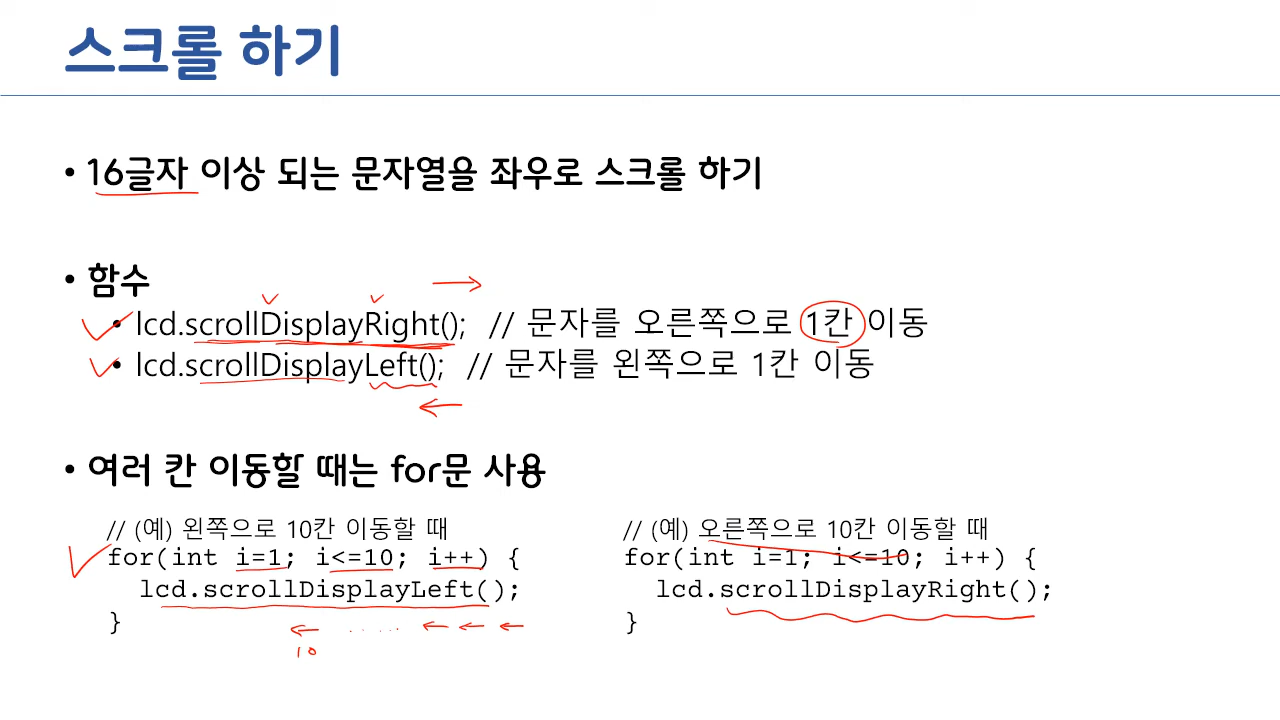 스크롤 하기
• 16글자 이상 되는 문자열을 좌우로 스크롤 하기
• 함수
• lcd.scrollDisplayRight(); // 문자를 오른쪽으로 1칸 이동
• lcd.scrollDisplayLeft(); // 문자를 왼쪽으로 1칸 이동
• 여러 칸 이동할 때는 for문 사용
// (예) 왼쪽으로 10칸 이동할 때
for(int i=1; i<=10; i++) {
lcd.scrollDisplayLeft();
}
10
// (예) 오른쪽으로 10칸 이동할 때
for(int i=1; i<=10; i++) {
lcd.scrollDisplayRight();
}